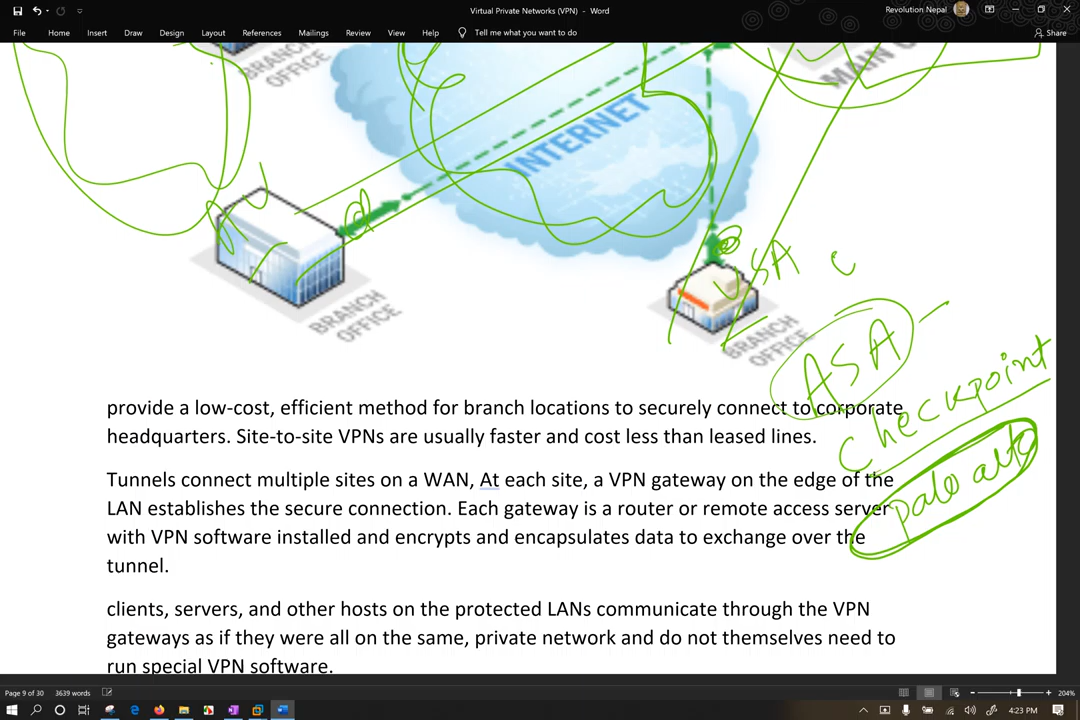 Virtual Private Networks (VPN) - Word
Revolution Nepal
File Home Insert Draw Design Layout References Mailings Review View Help Tell me what you want to do Share
BRANCH
OFFICE
MAIN
INTERNET
AU
USA
BRANCH
OFFICE
BRANCH
OFFICE
ASA
checkpoint
palo alto
provide a low-cost, efficient method for branch locations to securely connect to corporate
headquarters. Site-to-site VPNs are usually faster and cost less than leased lines.
Tunnels connect multiple sites on a WAN, At each site, a VPN gateway on the edge of the
LAN establishes the secure connection. Each gateway is a router or remote access server
with VPN software installed and encrypts and encapsulates data to exchange over the
tunnel.
clients, servers, and other hosts on the protected LANs communicate through the VPN
gateways as if they were all on the same, private network and do not themselves need to
run special VPN software.
Page 9 of 30 3639 words 204%
4:23 PM